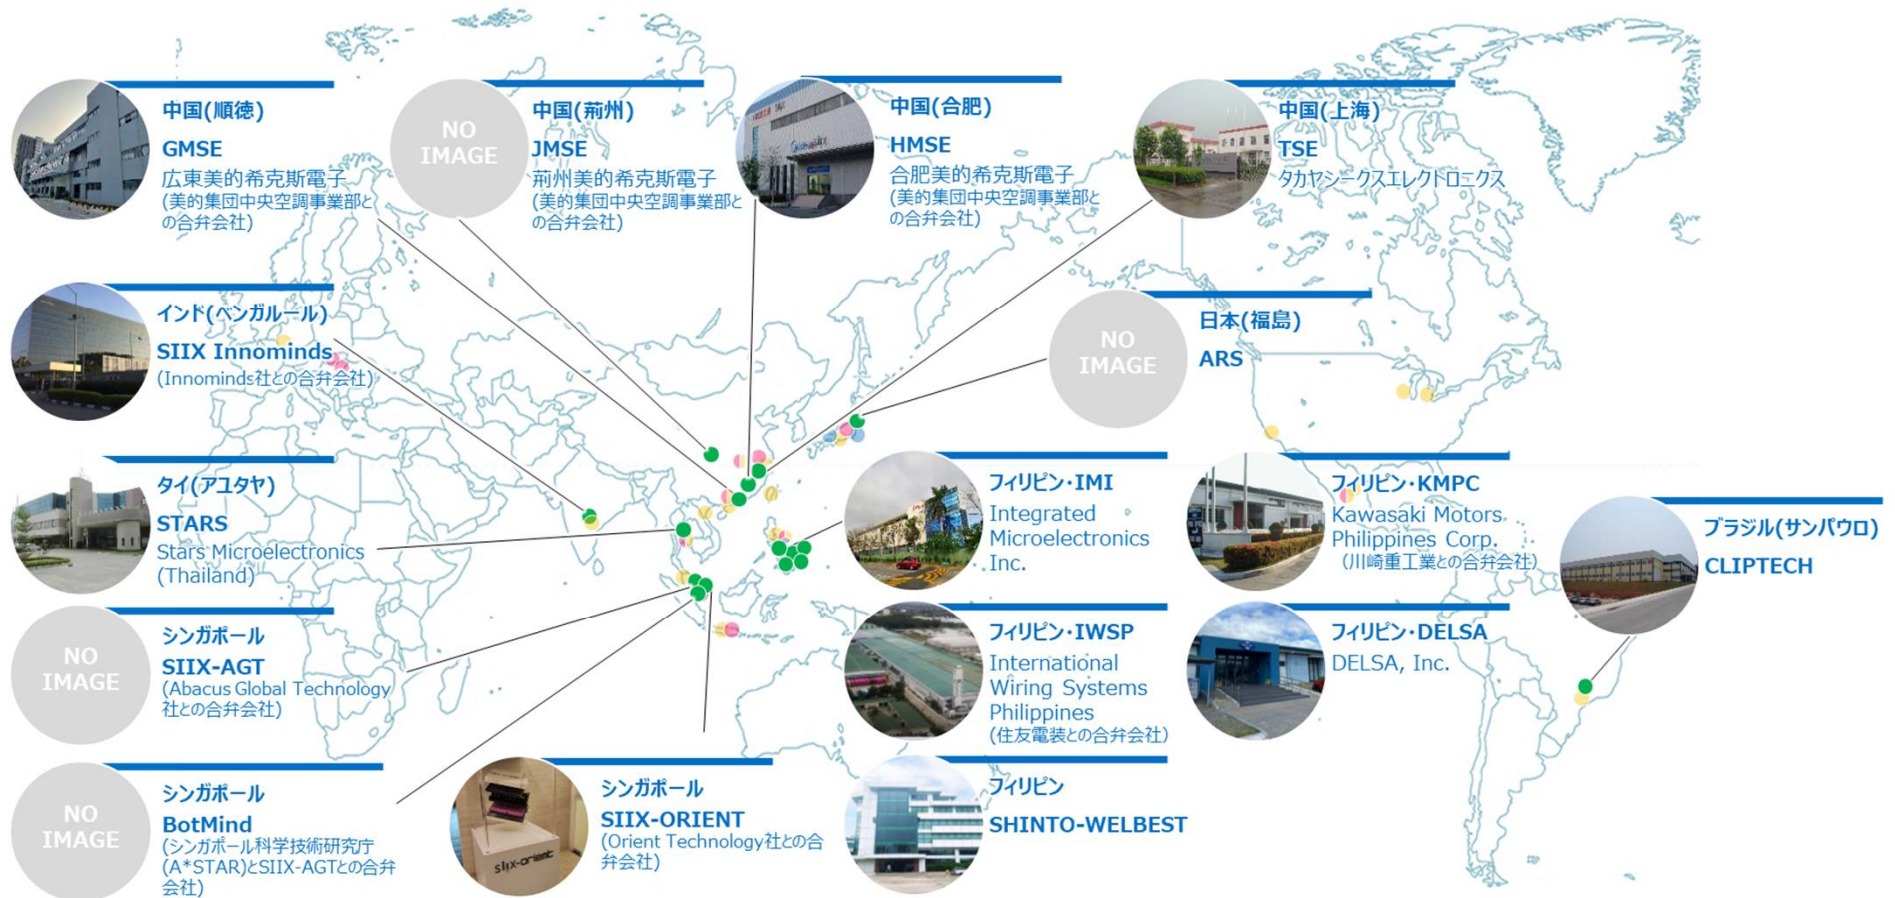 中国(順徳)
GMSE
広東美的希克斯電子
(美的集団中央空調事業部と
の合弁会社)
NO
IMAGE
中国(荊州)
JMSE
荊州美的希克斯電子
(美的集団中央空調事業部と
の合弁会社)
中国(合肥)
HMSE
合肥美的希克斯電子
(美的集団中央空調事業部と
の合弁会社)
中国(上海)
TSE
タカヤシークスエレクトロニクス
インド(ベンガルール)
SIIX Innominds
(Innominds社との合弁会社)
NO
IMAGE
日本(福島)
ARS
タイ(アユタヤ)
STARS
Stars Microelectronics
(Thailand)
フィリピン・IMI
Integrated
Microelectronics
Inc.
フィリピン・KMPC
Kawasaki Motors
Philippines Corp.
(川崎重工業との合弁会社)
ブラジル(サンパウロ)
CLIPTECH
NO
IMAGE
シンガポール
SIIX-AGT
(Abacus Global Technology
社との合弁会社)
フィリピン・IWSP
International
Wiring Systems
Philippines
(住友電装との合弁会社)
フィリピン・DELSA
DELSA, Inc.
NO
IMAGE
シンガポール
BotMind
(シンガポール科学技術研究庁
(A*STAR)とSIIX-AGTとの合弁
会社)
siix-orient
シンガポール
SIIX-ORIENT
(Orient Technology社との合
弁会社)
フィリピン
SHINTO-WELBEST